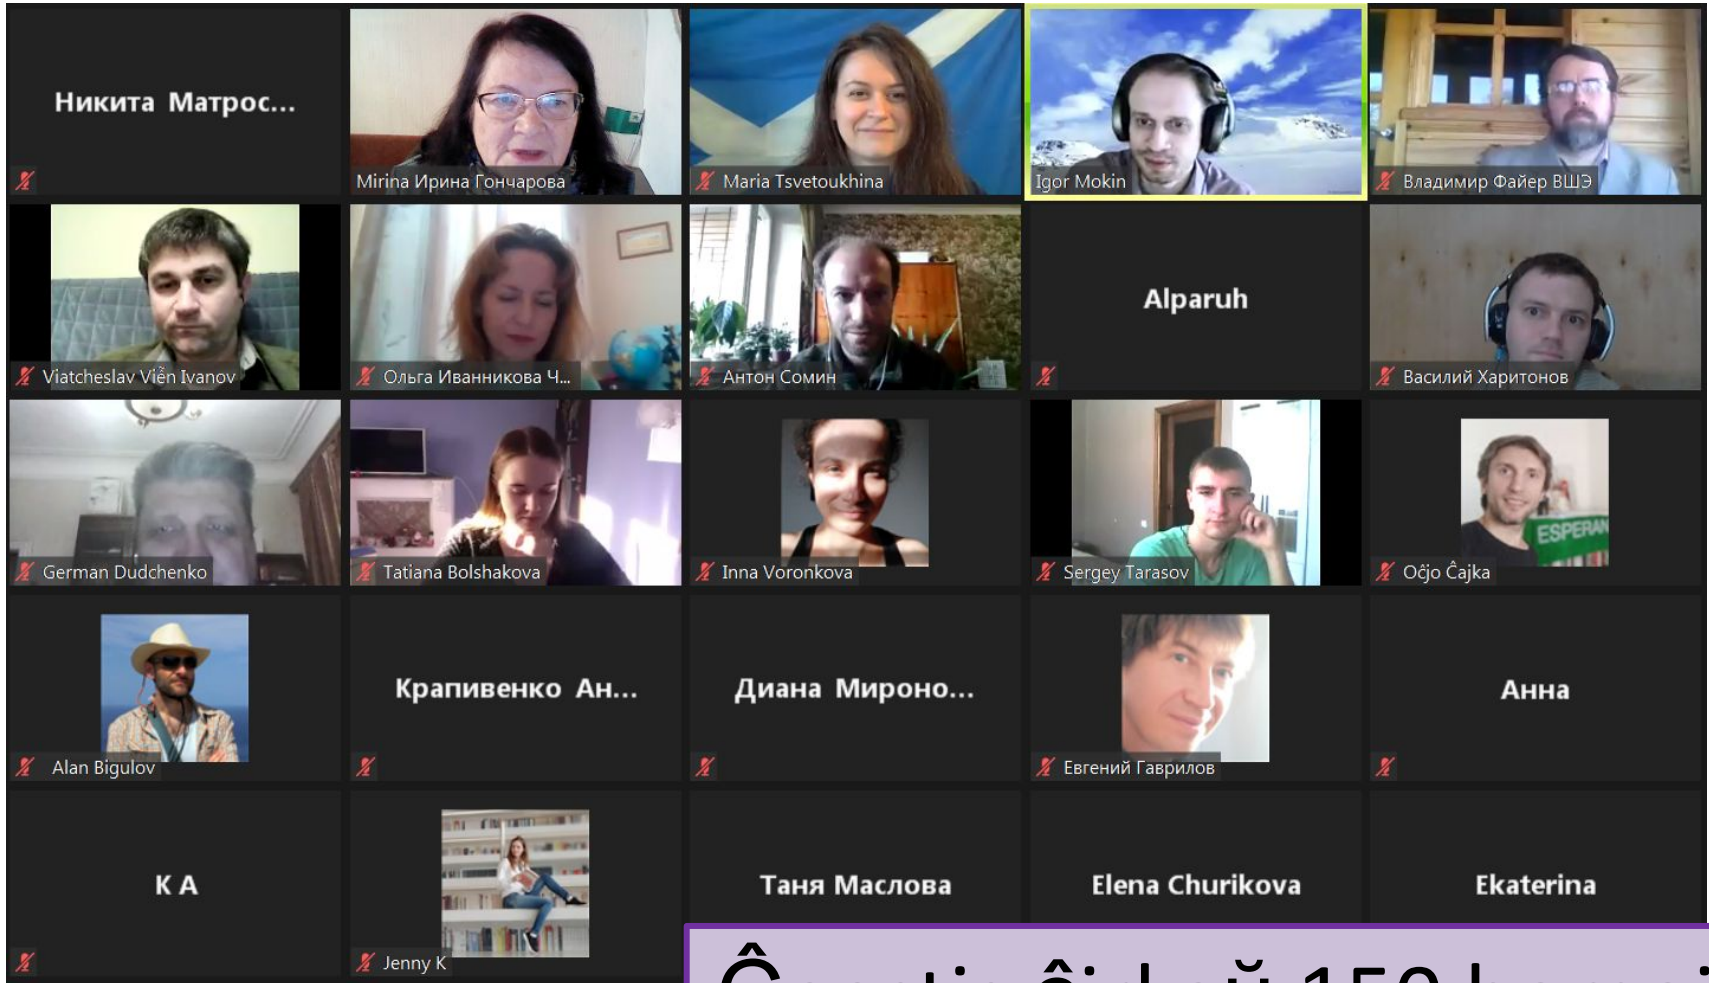 Никита Матрос...
Mirina Ирина Гончарова
Maria Tsvetoukhina
Igor Mokin
Владимир Файер ВШЭ
Viatcheslav Viên Ivanov
Ольга Иванникова Ч...
Антон Сомин
Alparuh
Василий Харитонов
German Dudchenko
Tatiana Bolshakova
Inna Voronkova
Sergey Tarasov
ESPERAN
Oĉjo Ĉajka
Alan Bigulov
Крапивенко Ан...
Диана Мироно...
Евгений Гаврилов
Анна
К А
Jenny K
Таня Маслова
Elena Churikova
Ekaterina
150